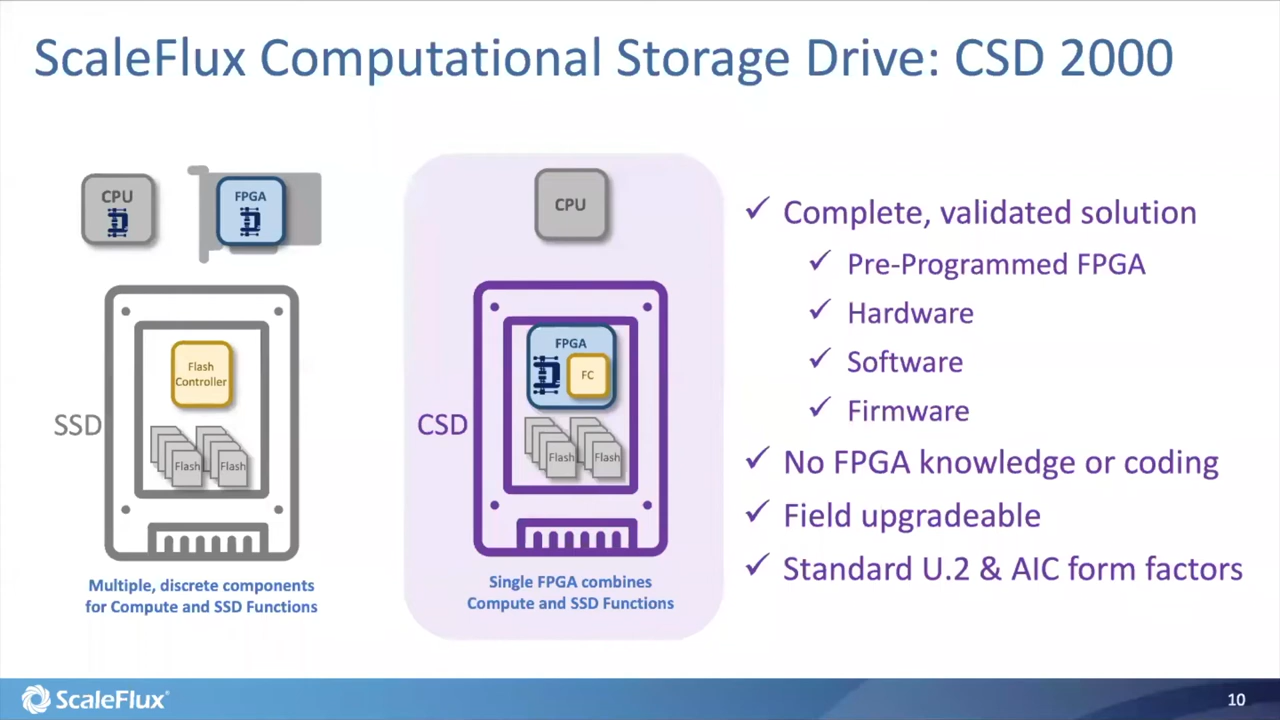 ScaleFlux Computational Storage Drive: CSD 2000
CPU
FPGA
Flash
Controller
SSD
Flash
Flash
Multiple, discrete components
for Compute and SSD Functions
CPU
FPGA
FC
CSD
Flash
Flash
Single FPGA combines
Compute and SSD Functions
✓ Complete, validated solution
✓ Pre-Programmed FPGA
✓ Hardware
✓ Software
✓ Firmware
✓ No FPGA knowledge or coding
✓ Field upgradeable
✓ Standard U.2 & AIC form factors
ScaleFlux®
10